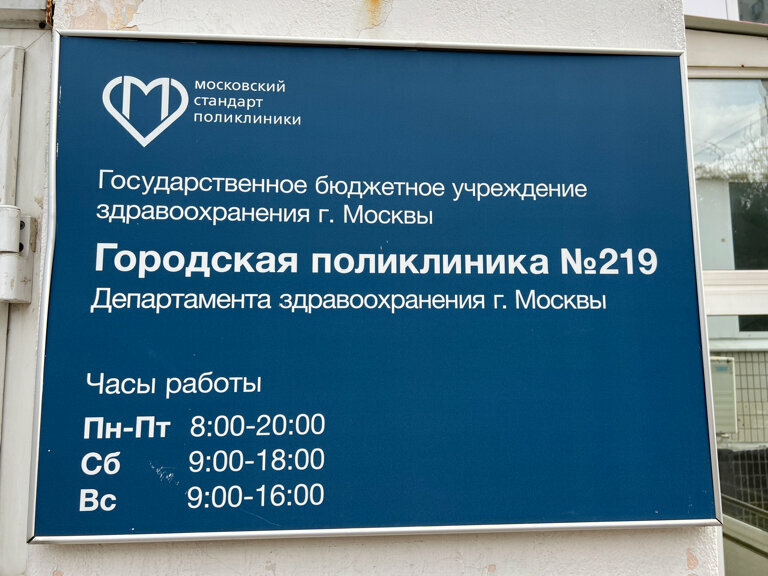 московский
стандарт
поликлиники
Государственное бюджетное учреждение
здравоохранения г. Москвы
Городская поликлиника №219
Департамента здравоохранения г. Москвы
Часы работы
Пн-Пт 8:00-20:00
Сб 9:00-18:00
Вс 9:00-16:00